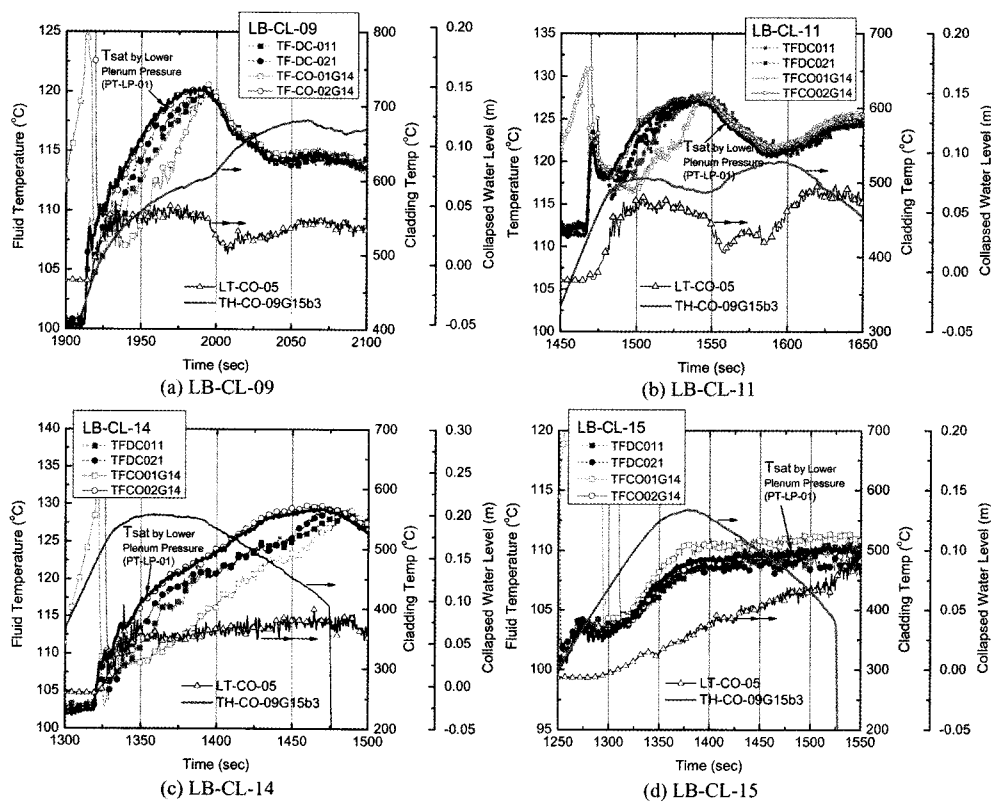 LB-CL-09
TF-DC-011
TF-DC-021
TF-CO-01G14
TF-CO-02G14
Tsat by Lower
Plenum Pressure
(PT-LP-01)
LT-CO-05
TH-CO-09G15b3
Fluid Temperature (°C)
Cladding Temp (°C)
Collapsed Water Level (m)
125
120
115
110
105
100
800
700
600
500
400
0.20
0.15
0.10
0.05
0.00
-0.05
1900
1950
2000
2050
2100
Time (sec)
(a) LB-CL-09
LB-CL-11
TFDC011
TFDC021
TFCO01G14
TFCO02G14
Tsat by Lower
Plenum Pressure
(PT-LP-01)
LT-CO-05
TH-CO-09G15b3
Temperature (°C)
Cladding Temp (°C)
Collapsed Water Level (m)
135
130
125
120
115
110
105
100
700
600
500
400
300
0.20
0.15
0.10
0.05
0.00
-0.05
1450
1500
1550
1600
1650
Time (sec)
(b) LB-CL-11
LB-CL-14
TFDC011
TFDC021
TFCO01G14
TFCO02G14
Tsat by Lower
Plenum Pressure
(PT-LP-01)
LT-CO-05
TH-CO-09G15b3
Fluid Temperature (°C)
Cladding Temp (°C)
Collapsed Water Level (m)
140
135
130
125
120
115
110
105
100
700
600
500
400
300
200
0.30
0.25
0.20
0.15
0.10
0.05
0.00
-0.05
1300
1350
1400
1450
1500
Time (sec)
(c) LB-CL-14
LB-CL-15
TFDC011
TFDC021
TFCO01G14
TFCO02G14
Tsat by Lower
Plenum Pressure
(PT-LP-01)
LT-CO-05
TH-CO-09G15b3
Fluid Temperature (°C)
Cladding Temp (°C)
Collapsed Water Level (m)
120
115
110
105
100
95
700
600
500
400
300
200
0.20
0.15
0.10
0.05
0.00
-0.05
1250
1300
1350
1400
1450
1500
1550
Time (sec)
(d) LB-CL-15